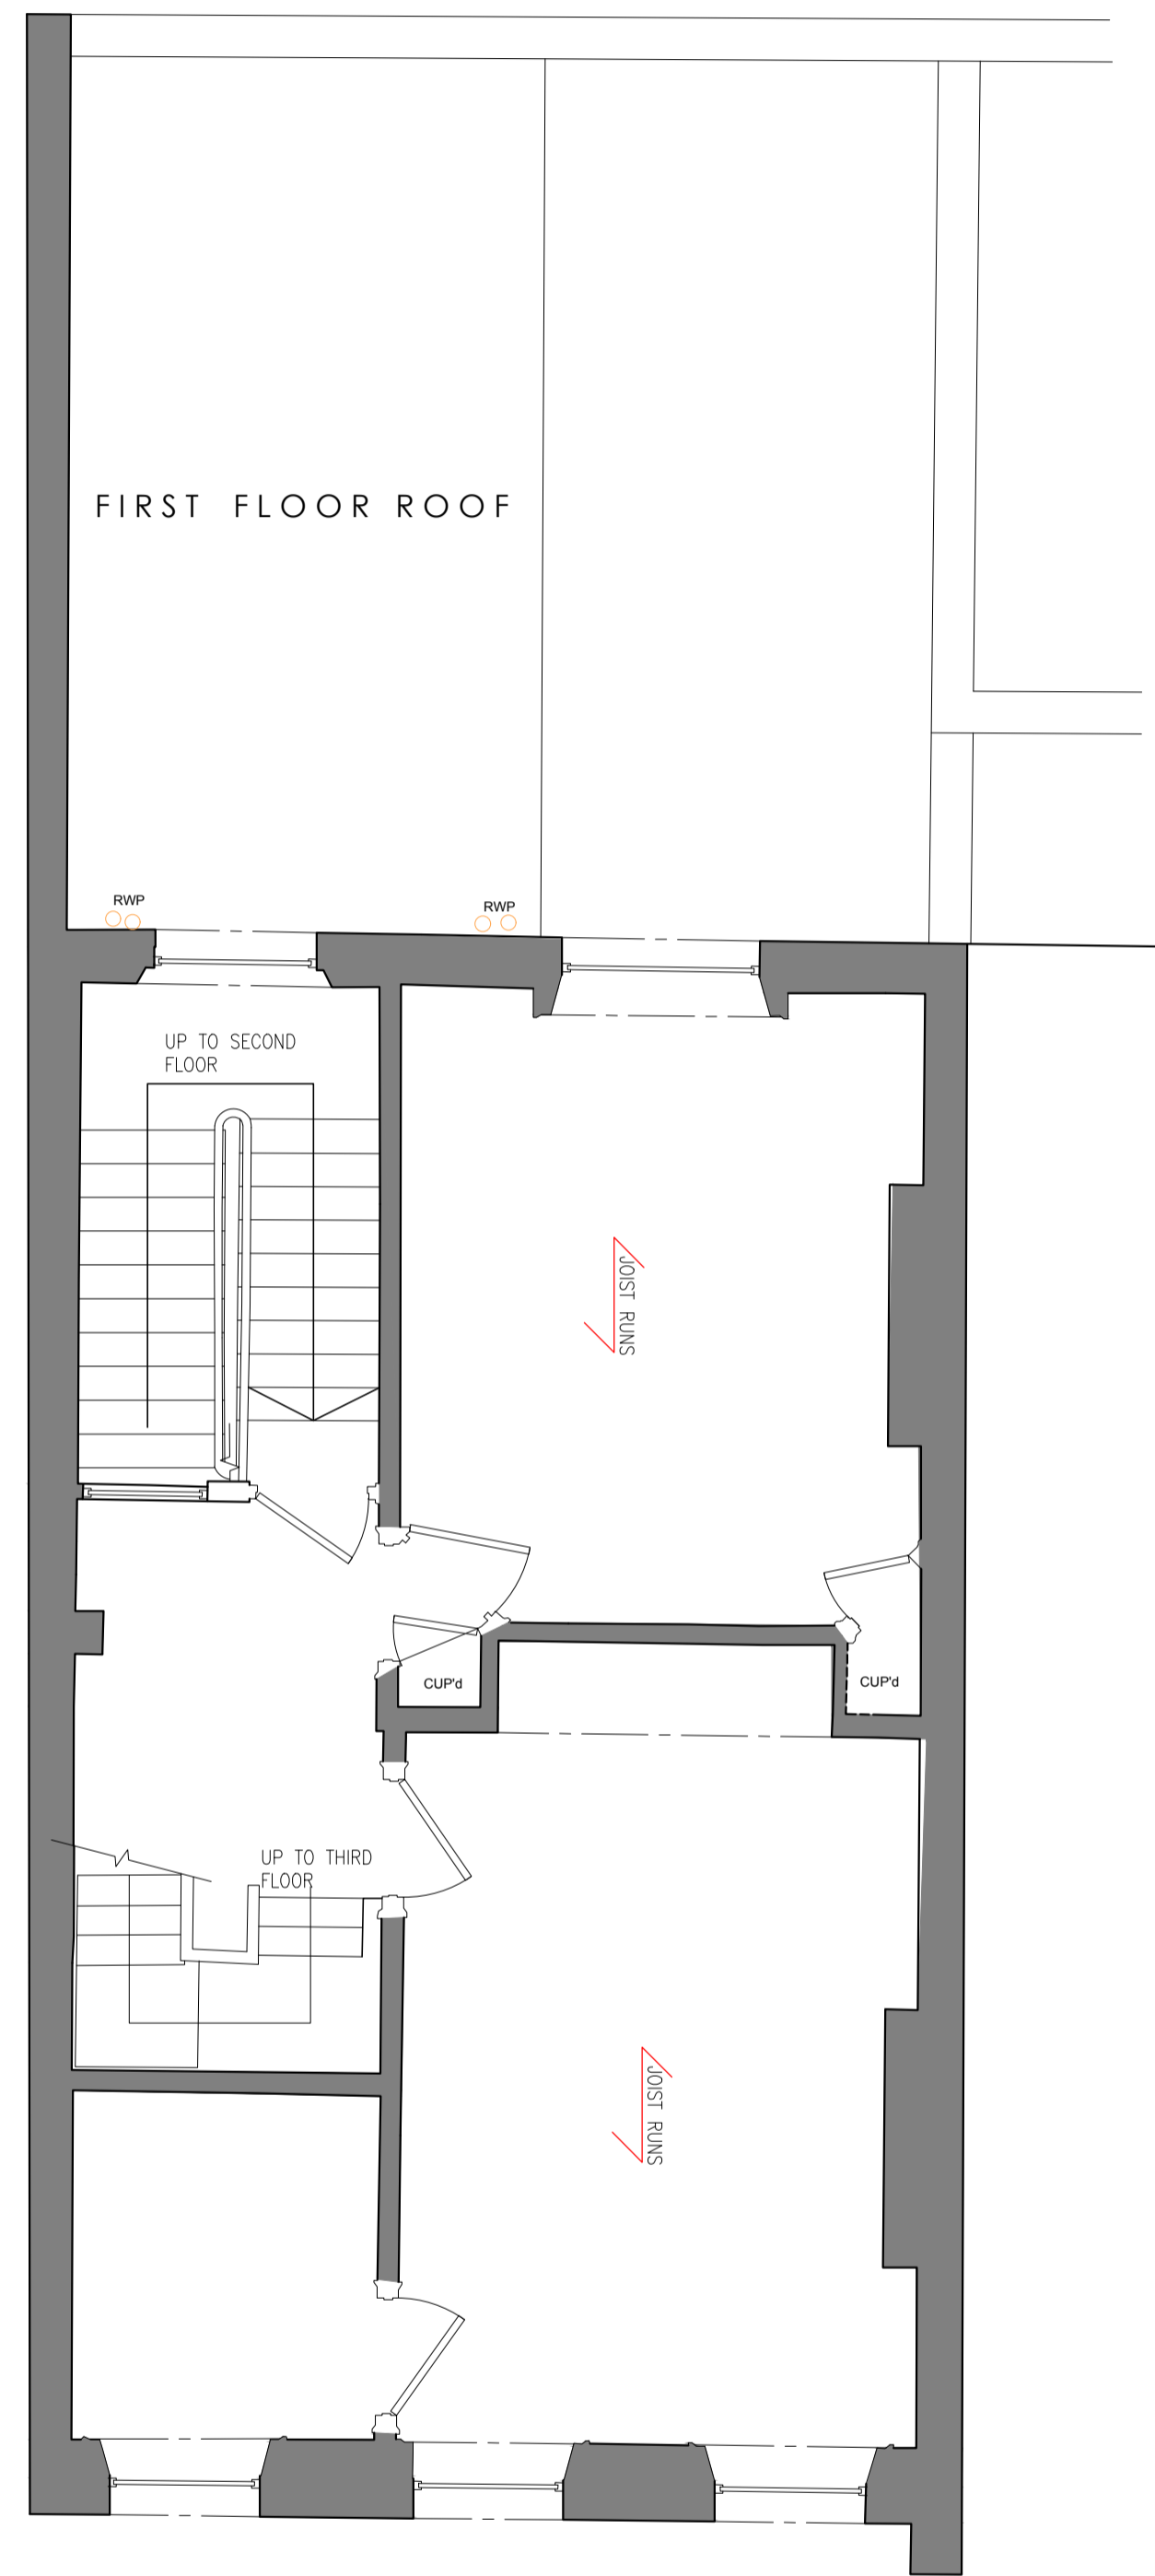 FIRST FLOOR ROOF
RWP
RWP
UP TO SECOND
FLOOR
JOIST RUNS
CUP'd
CUP'd
UP TO THIRD
FLOOR
JOIST RUNS